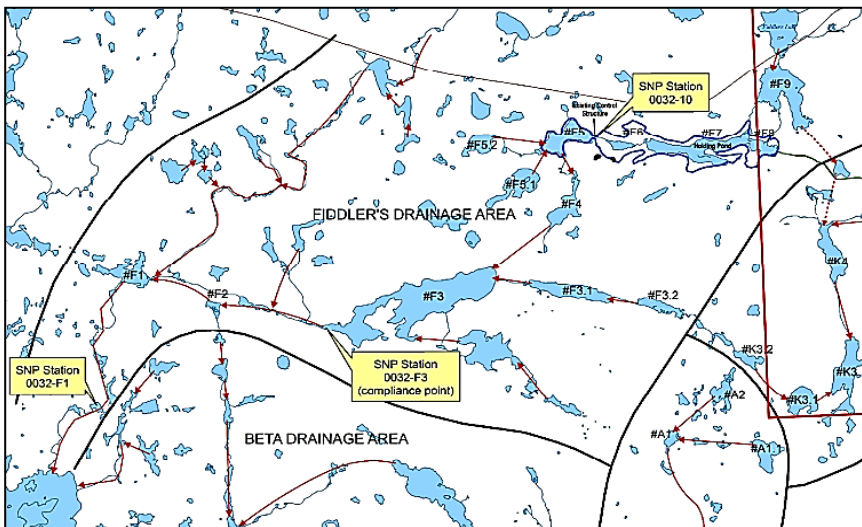 #F9
SNP Station
0032-10
Existing Control
Structure
#F5
#F6
#F7
#F8
Holding Pond
#F5.2
#F5.1
#F4
FIDDLER'S DRAINAGE AREA
#K4
#F1
#F2
#F3
#F3.1
#F3.2
SNP Station
0032-F3
(compliance point)
SNP Station
0032-F1
#K3.2
#K3
#K3.1
#A2
#A1
#A1.1
BETA DRAINAGE AREA